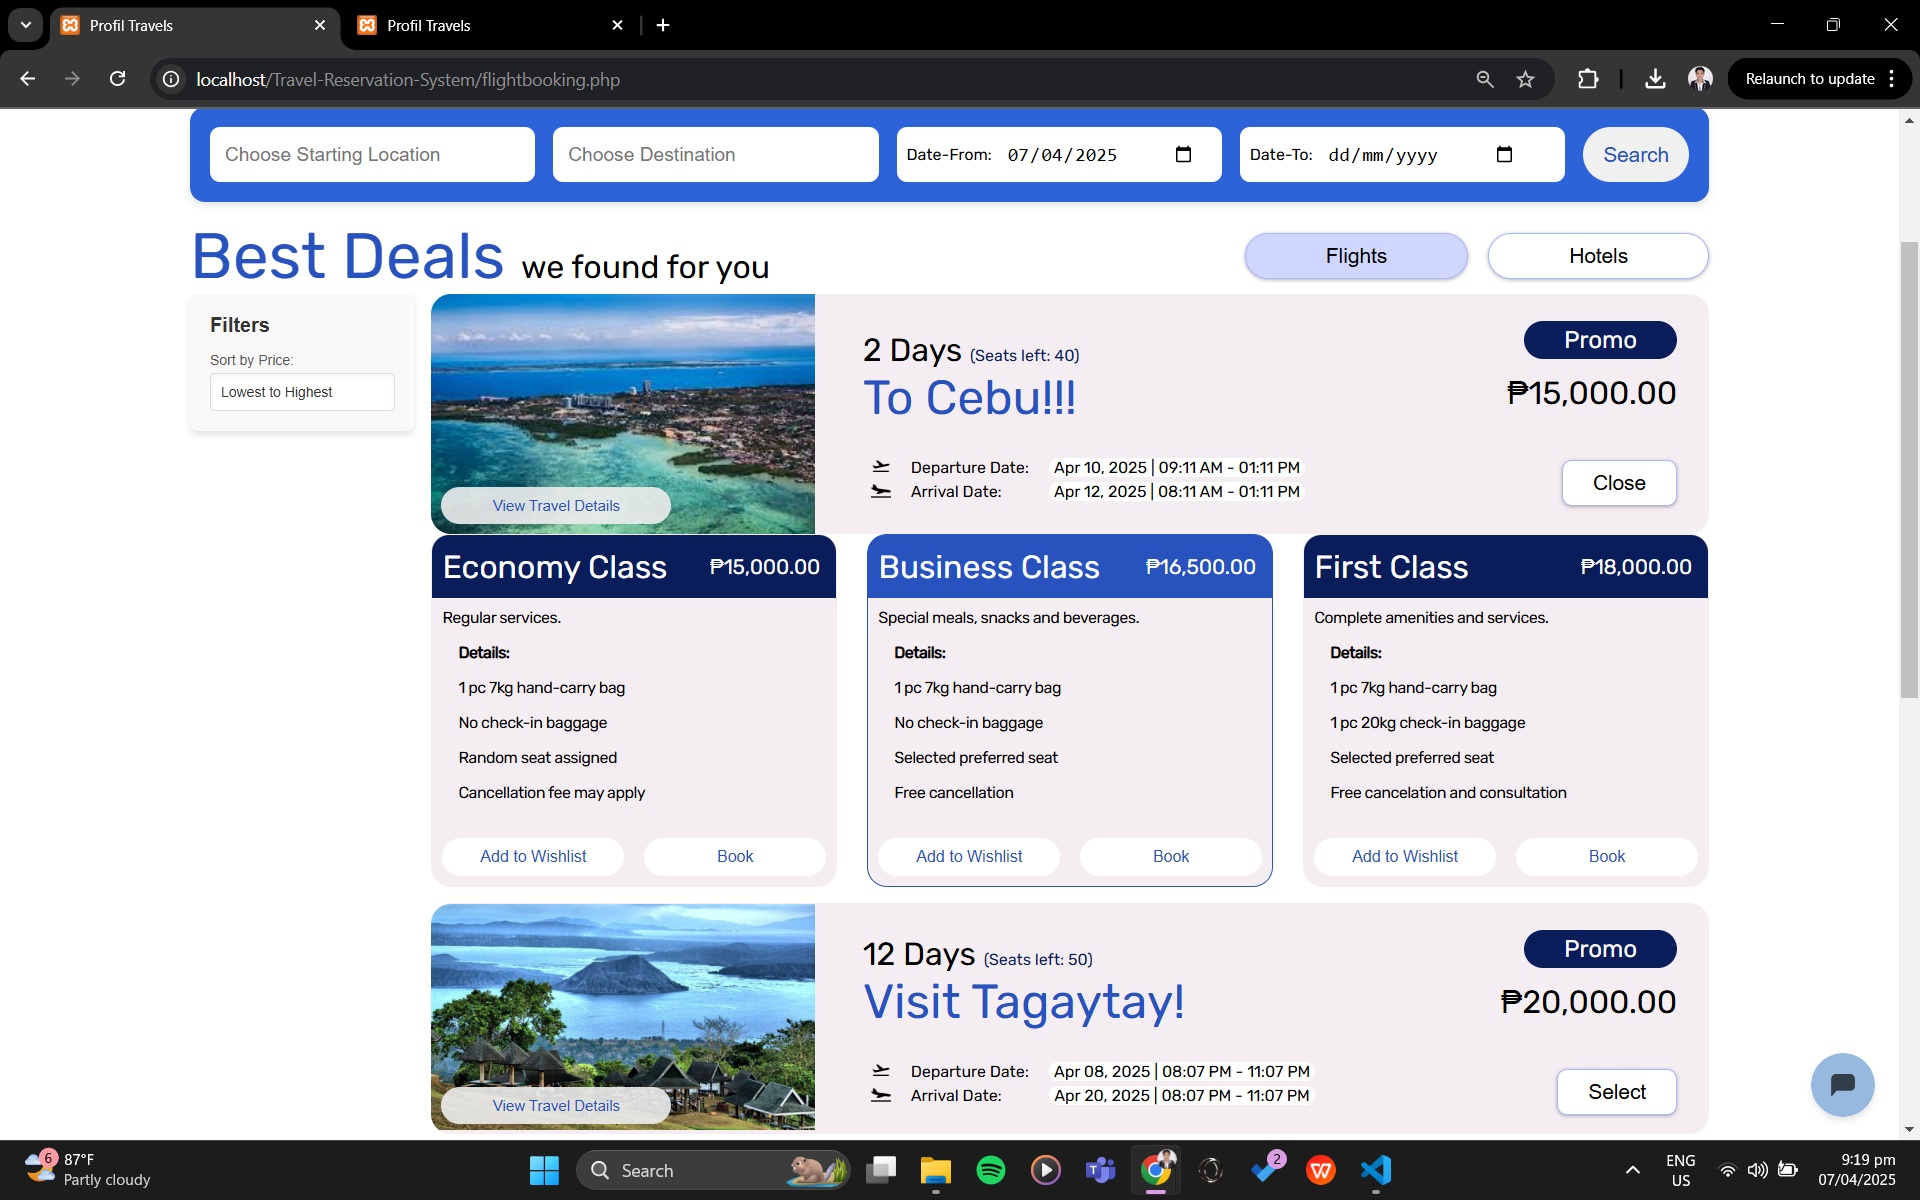 Profil Travels
Profil Travels
localhost/Travel-Reservation-System/flightbooking.php
Relaunch to update
Choose Starting Location
Choose Destination
Date-From: 07/04/2025
Date-To: dd/mm/yyyy
Search
Best Deals we found for you
Flights
Hotels
Filters
Sort by Price:
Lowest to Highest
View Travel Details
2 Days (Seats left: 40)
To Cebu!!!
Departure Date: Apr 10, 2025 | 09:11 AM - 01:11 PM
Arrival Date: Apr 12, 2025 | 08:11 AM - 01:11 PM
Promo
₱15,000.00
Close
Economy Class ₱15,000.00
Regular services.
Details:
1 pc 7kg hand-carry bag
No check-in baggage
Random seat assigned
Cancellation fee may apply
Add to Wishlist
Book
Business Class ₱16,500.00
Special meals, snacks and beverages.
Details:
1 pc 7kg hand-carry bag
No check-in baggage
Selected preferred seat
Free cancellation
Add to Wishlist
Book
First Class ₱18,000.00
Complete amenities and services.
Details:
1 pc 7kg hand-carry bag
1 pc 20kg check-in baggage
Selected preferred seat
Free cancelation and consultation
Add to Wishlist
Book
View Travel Details
12 Days (Seats left: 50)
Visit Tagaytay!
Departure Date: Apr 08, 2025 | 08:07 PM - 11:07 PM
Arrival Date: Apr 20, 2025 | 08:07 PM - 11:07 PM
Promo
₱20,000.00
Select
6
87°F
Partly cloudy
Search
2
ENG
US
9:19 pm
07/04/2025